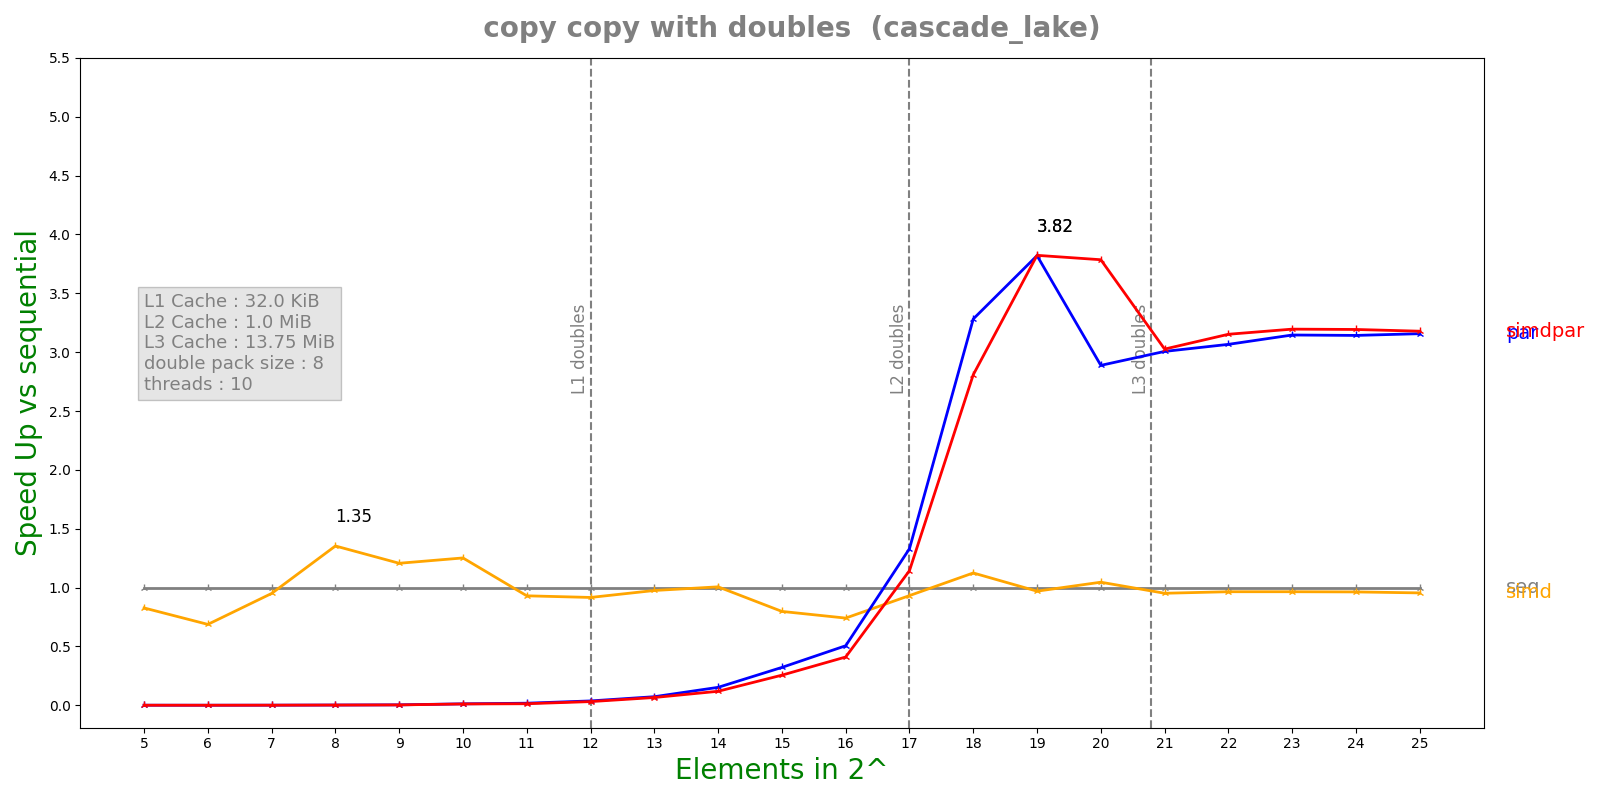 copy copy with doubles (cascade_lake)
Speed Up vs sequential
5.5
5.0
4.5
4.0
3.5
3.0
2.5
2.0
1.5
1.0
0.5
0.0
L1 Cache : 32.0 KiB
L2 Cache : 1.0 MiB
L3 Cache : 13.75 MiB
double pack size : 8
threads : 10
1.35
3.82
L1 doubles
L2 doubles
L3 doubles
simdpar
par
seq
simd
5 6 7 8 9 10 11 12 13 14 15 16 17 18 19 20 21 22 23 24 25
Elements in 2^